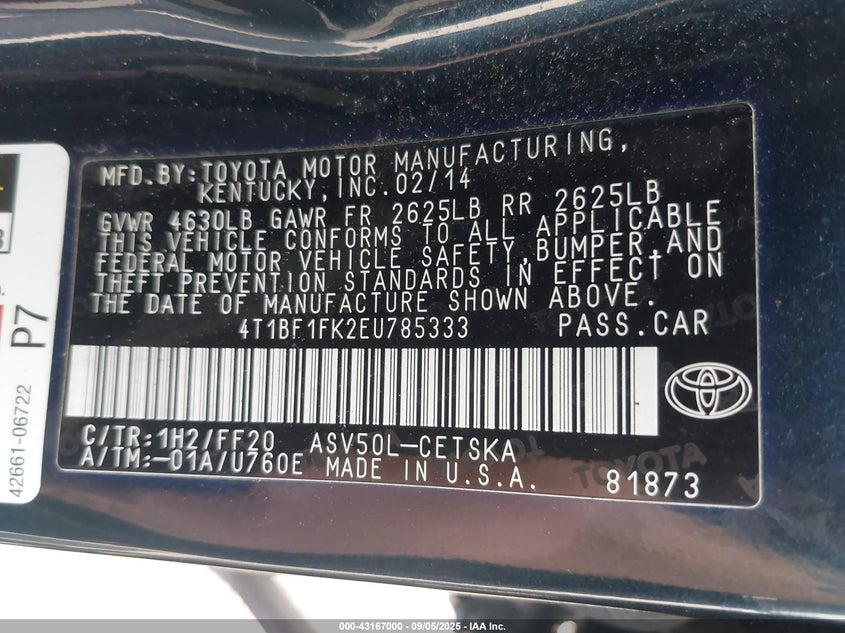 MFD.BY:TOYOTA MOTOR MANUFACTURING,
KENTUCKY,INC.02/14
GVWR 4630LB GAWR FR 2625LB RR 2625LB
THIS VEHICLE CONFORMS TO ALL APPLICABLE
FEDERAL MOTOR VEHICLE SAFETY,BUMPER,AND
THEFT PREVENTION STANDARDS IN EFFECT ON
THE DATE OF MANUFACTURE SHOWN ABOVE.
4T1BF1FK2EU785333 PASS.CAR
C/TR:1H2/FF20 ASV50L-CETSKA
A/TM:-01A/U760E MADE IN U.S.A. 81873
TOYOTA
P7
42661-06722
000-43167000 - 09/05/2025 - IAA Inc.